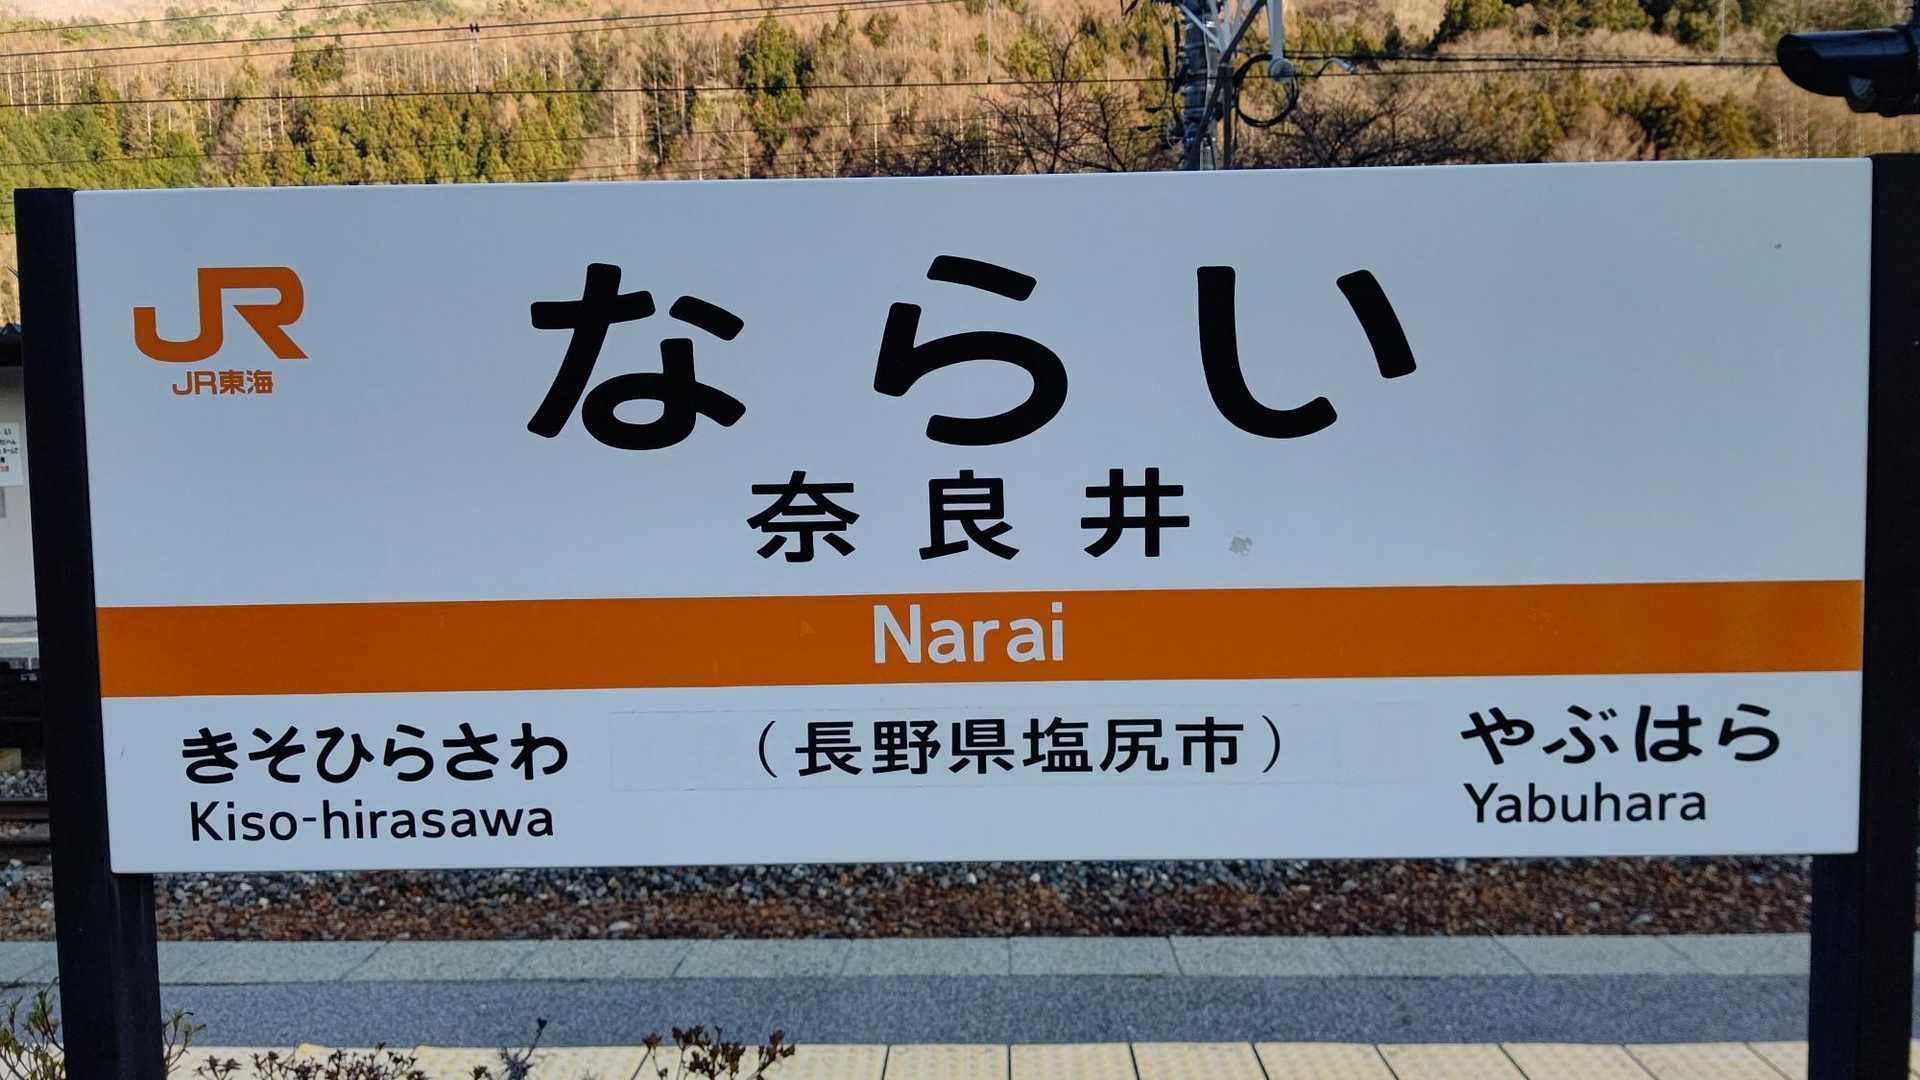 JR
JR東海
ならい
奈良井
Narai
きそひらさわ
Kiso-hirasawa
（長野県塩尻市）
やぶはら
Yabuhara